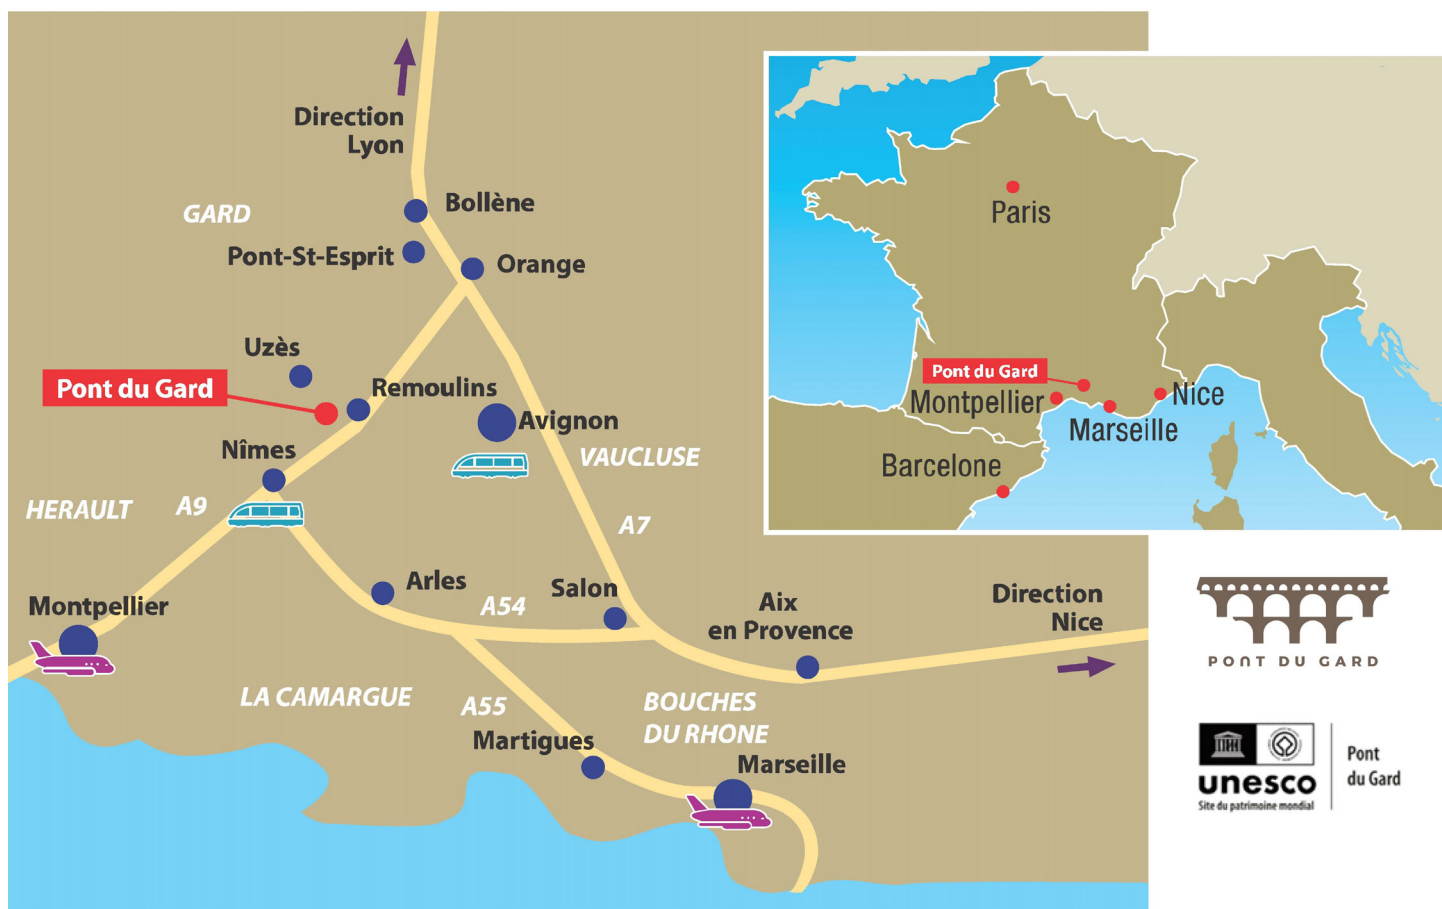 Direction
Lyon
GARD
Bollène
Pont-St-Esprit
Orange
Uzès
Pont du Gard
Remoulins
Avignon
Nîmes
VAUCLUSE
HERAULT
A9
A7
Montpellier
Arles
A54
Salon
Aix
en Provence
Direction
Nice
LA CAMARGUE
A55
BOUCHES
DU RHONE
Martigues
Marseille
Paris
Pont du Gard
Montpellier
Nice
Marseille
Barcelone
PONT DU GARD
unesco
Site du patrimoine mondial
Pont
du Gard